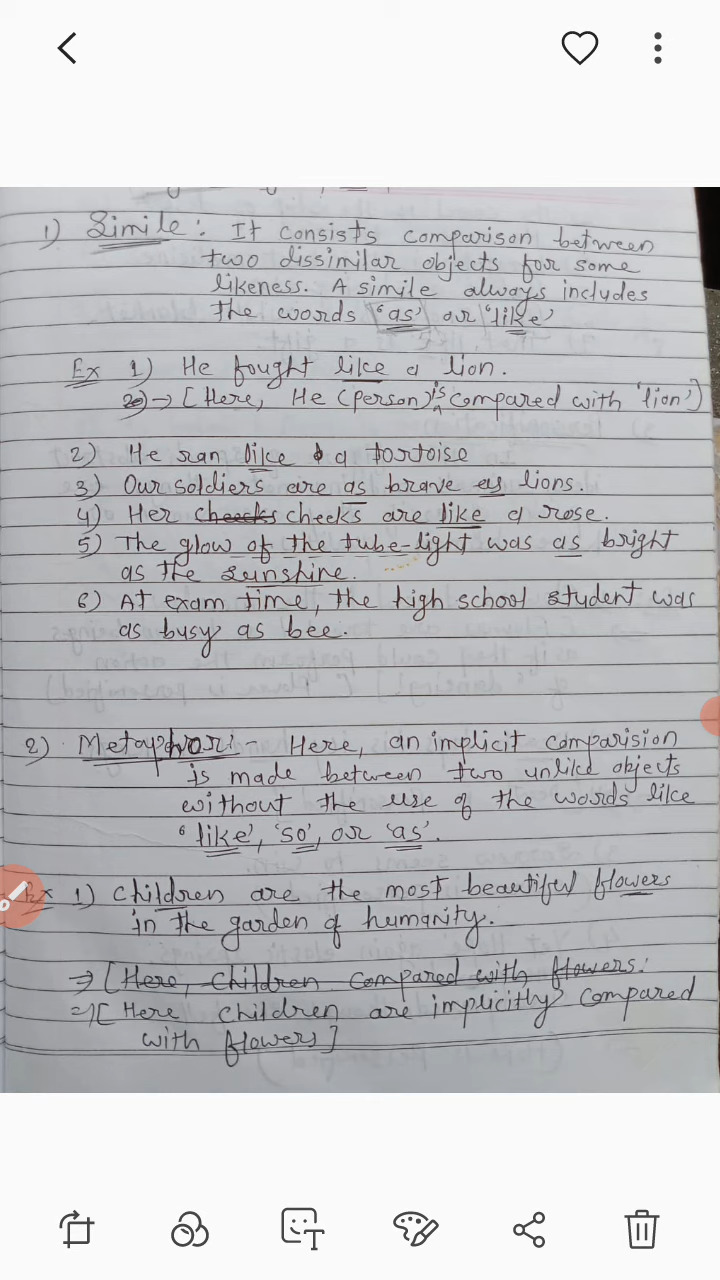 1) Simile : It consists comparison between
two dissimilar objects for some
likeness. A simile always includes
the words 'as' or 'like'
Ex 1) He fought like a lion.
→ [Here, He (person) is compared with 'lion']
2) He ran like a tortoise
3) Our soldiers are as brave as lions.
4) Her cheeks cheeks are like a rose.
5) The glow of the tube-light was as bright
as the sunshine.
6) At exam time, the high school student was
as busy as bee.
2) Metaphor :- Here, an implicit comparision
is made between two unlike objects
without the use of the words like
'like', 'so', or 'as'.
Ex 1) Children are the most beautiful flowers
in the garden of humanity.
→ [Here, Children compared with flowers.
⇒ [Here children are implicitly compared
with flowers]
T